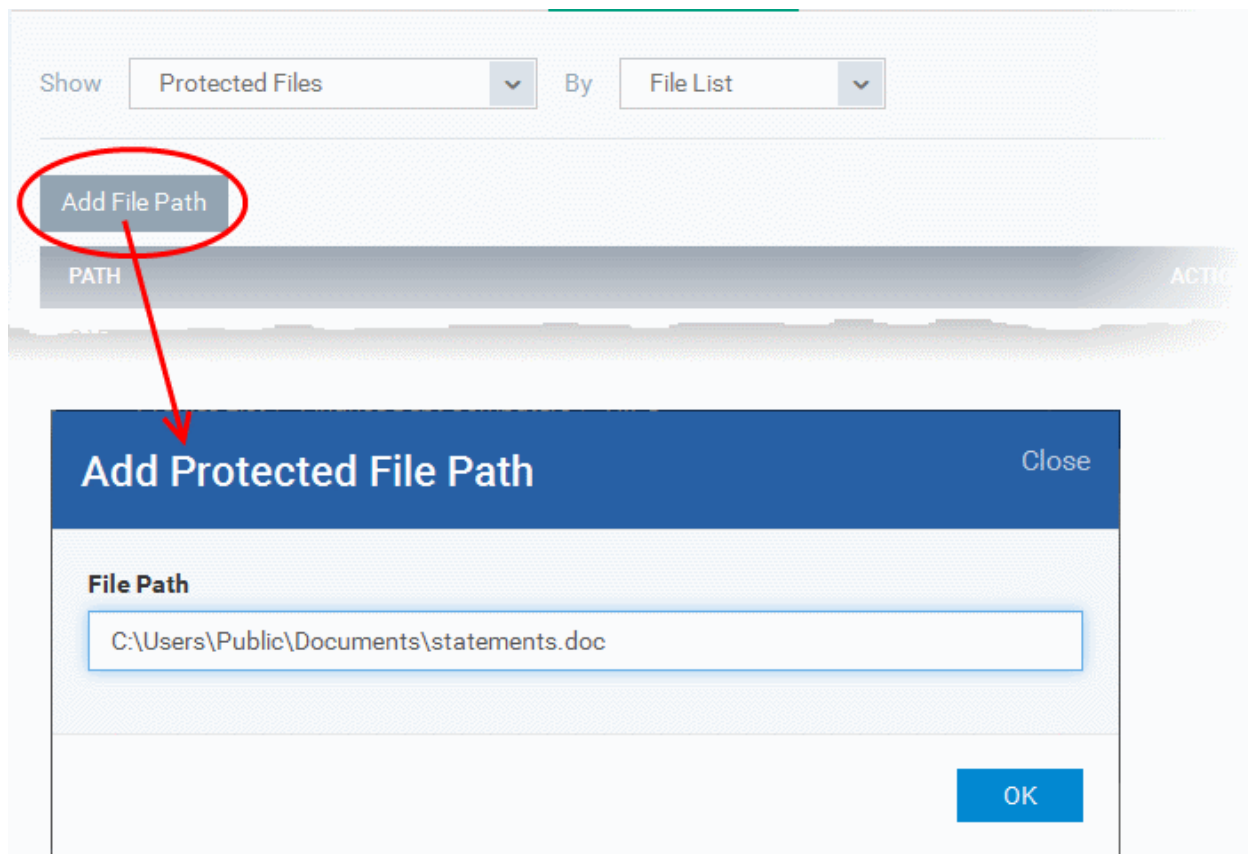 Show Protected Files By File List
Add File Path
PATH
Add Protected File Path Close
File Path
C:\Users\Public\Documents\statements.doc
OK